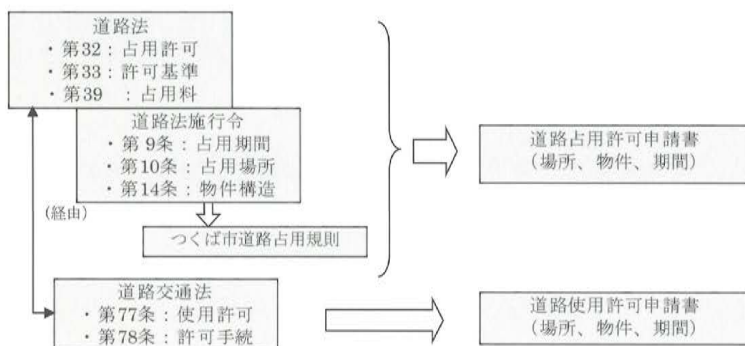 道路法
・第32：占用許可
・第33：許可基準
・第39　：占用料
道路法施行令
・第 9条：占用期間
・第10条：占用場所
・第14条：物件構造
(経由)
つくば市道路占用規則
道路交通法
・第77条：使用許可
・第78条：許可手続
道路占用許可申請書
(場所、物件、期間)
道路使用許可申請書
(場所、物件、期間)